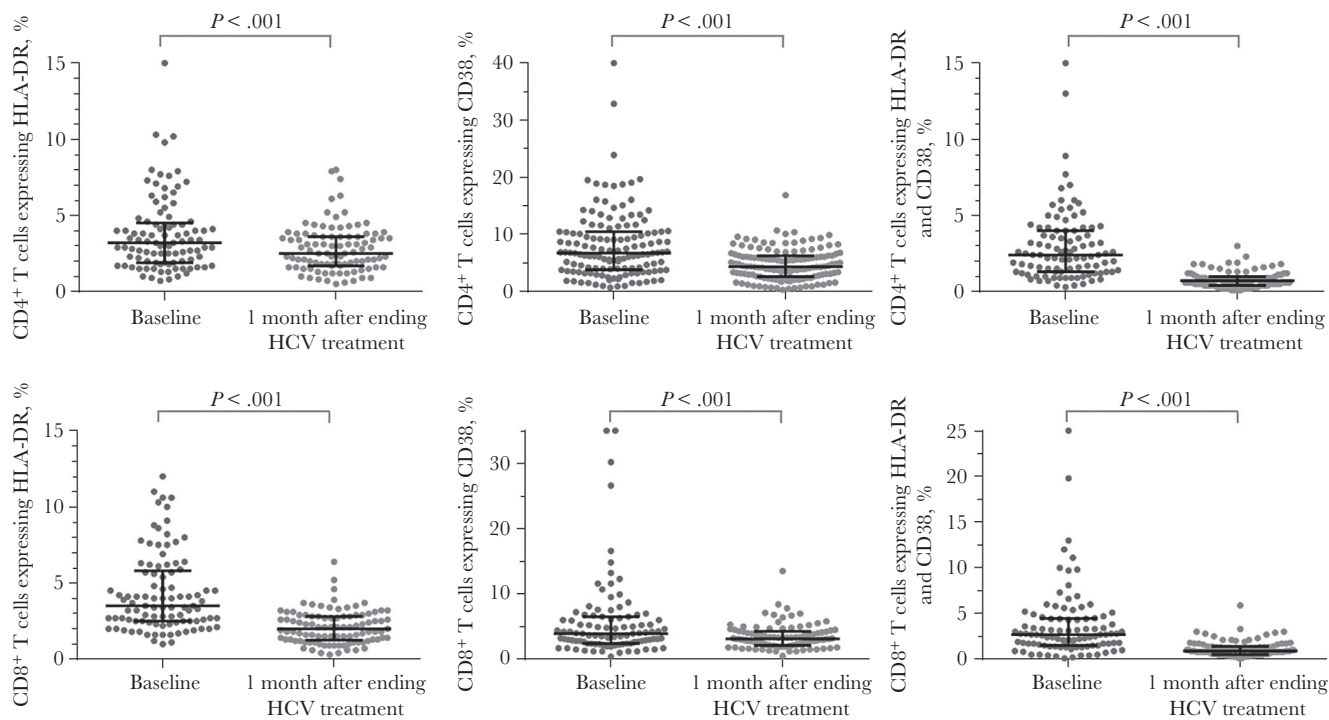 P < .001
CD4+ T cells expressing HLA-DR, %
15
10
5
0
Baseline
1 month after ending
HCV treatment
P < .001
CD4+ T cells expressing CD38, %
40
30
20
10
0
Baseline
1 month after ending
HCV treatment
P < .001
CD4+ T cells expressing HLA-DR
and CD38, %
15
10
5
0
Baseline
1 month after ending
HCV treatment
P < .001
CD8+ T cells expressing HLA-DR, %
15
10
5
0
Baseline
1 month after ending
HCV treatment
P < .001
CD8+ T cells expressing CD38, %
30
20
10
0
Baseline
1 month after ending
HCV treatment
P < .001
CD8+ T cells expressing HLA-DR
and CD38, %
25
20
15
10
5
0
Baseline
1 month after ending
HCV treatment